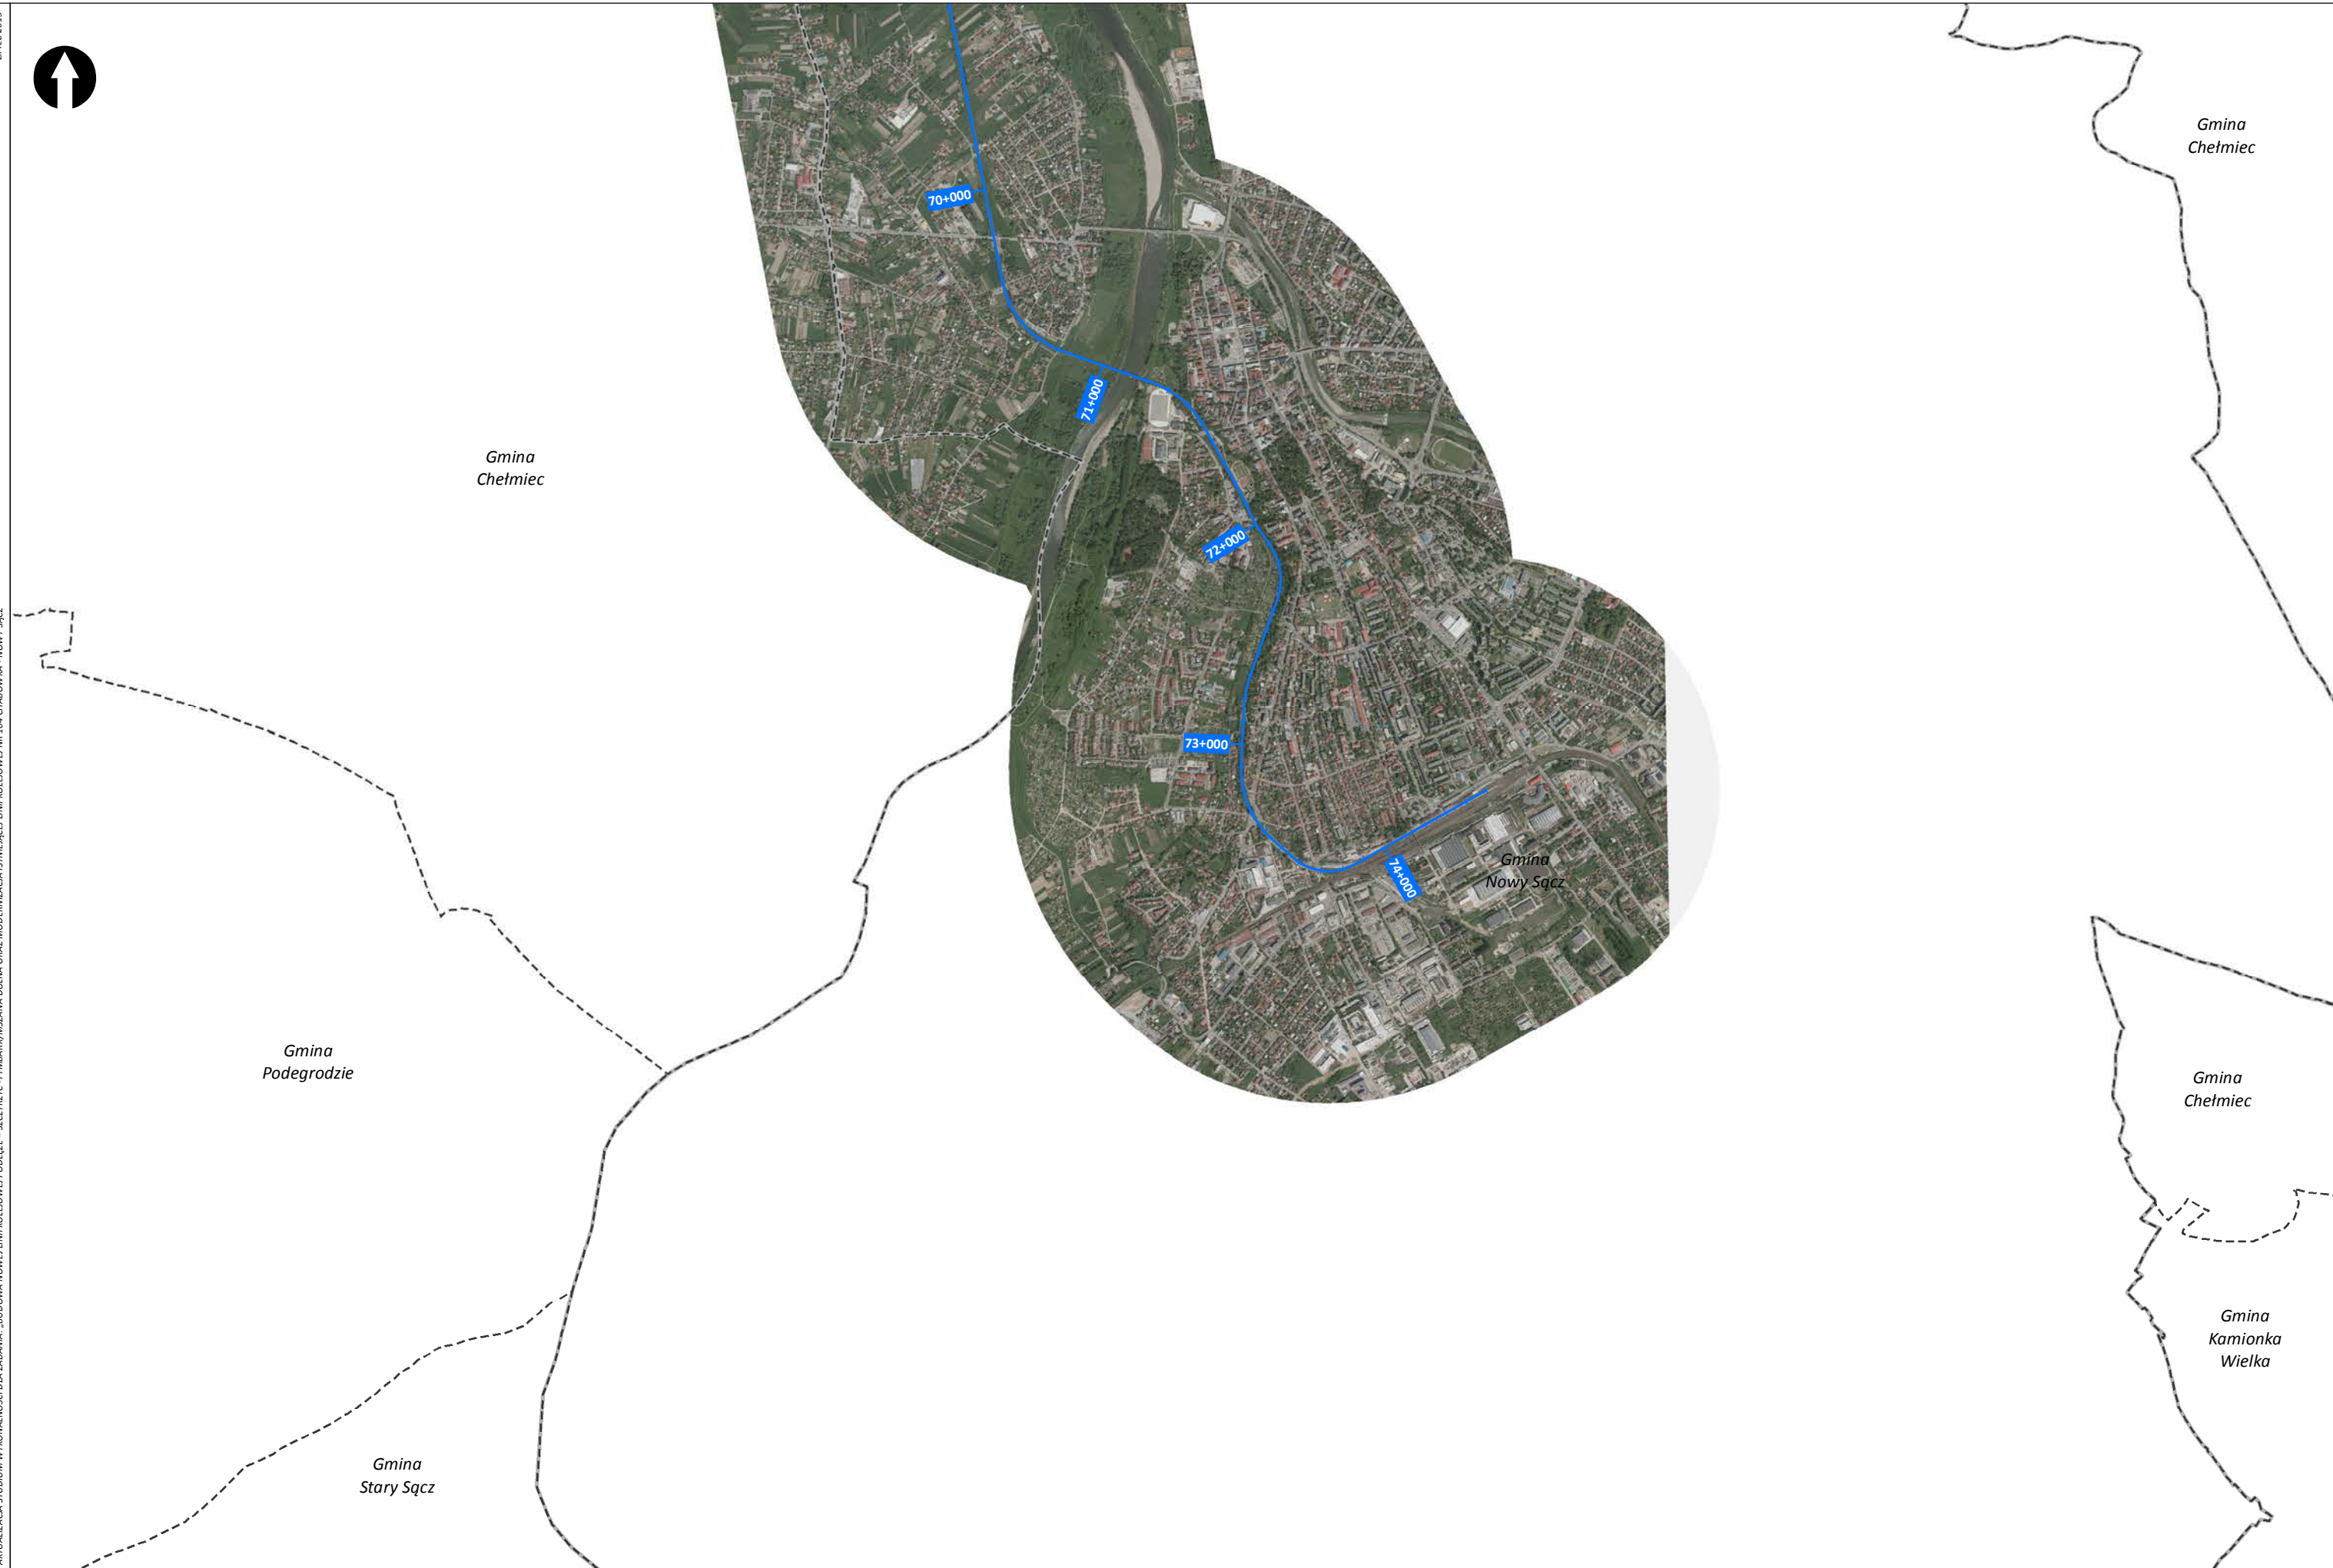 Gmina
Chełmiec
70+000
71+000
Gmina
Chełmiec
72+000
73+000
74+000
Gmina
Nowy Sącz
Gmina
Podegrodzie
Gmina
Chełmiec
Gmina
Kamionka
Wielka
Gmina
Stary Sącz